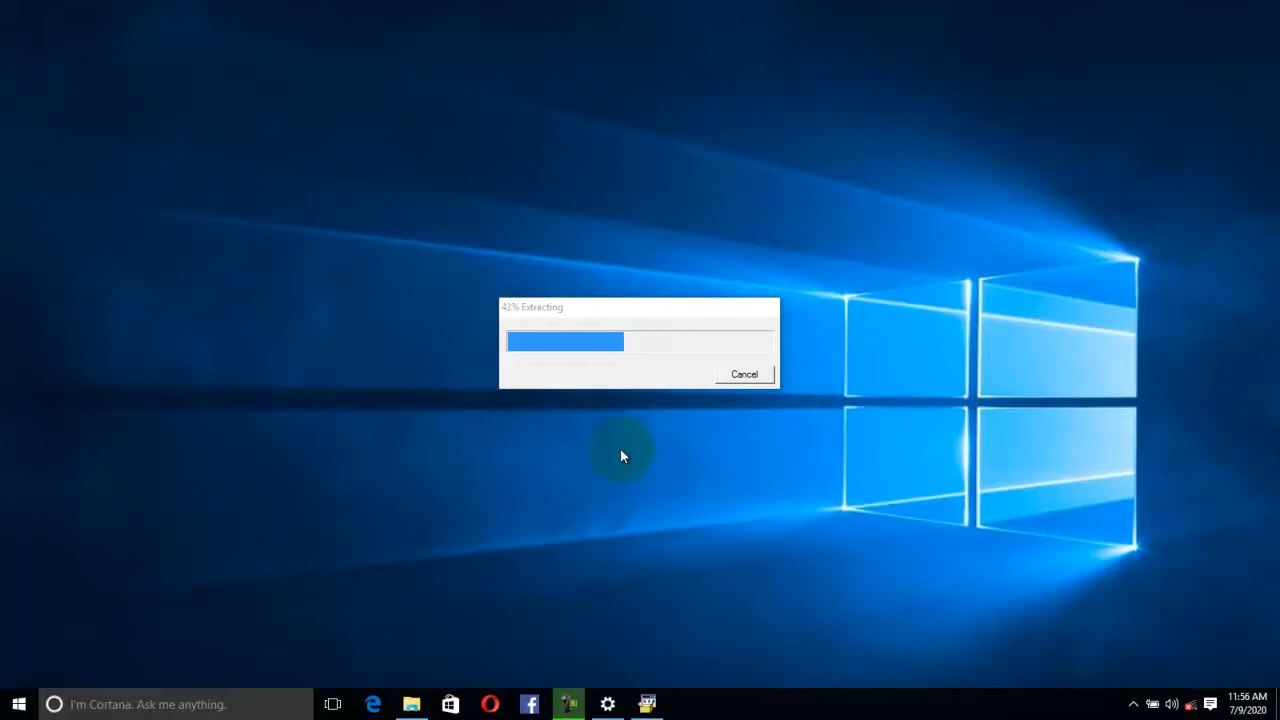 42% Extracting
Cancel
I'm Cortana. Ask me anything.
11:56 AM
7/9/2020